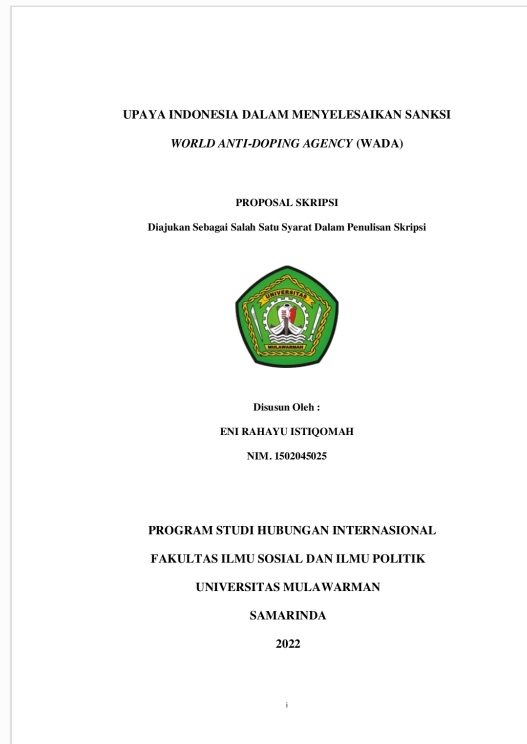 UPAYA INDONESIA DALAM MENYELESAIKAN SANKSI
WORLD ANTI-DOPING AGENCY (WADA)
PROPOSAL SKRIPSI
Diajukan Sebagai Salah Satu Syarat Dalam Penulisan Skripsi
UNIVERSITAS
MULAWARMAN
Disusun Oleh :
ENI RAHAYU ISTIQOMAH
NIM. 1502045025
PROGRAM STUDI HUBUNGAN INTERNASIONAL
FAKULTAS ILMU SOSIAL DAN ILMU POLITIK
UNIVERSITAS MULAWARMAN
SAMARINDA
2022
i